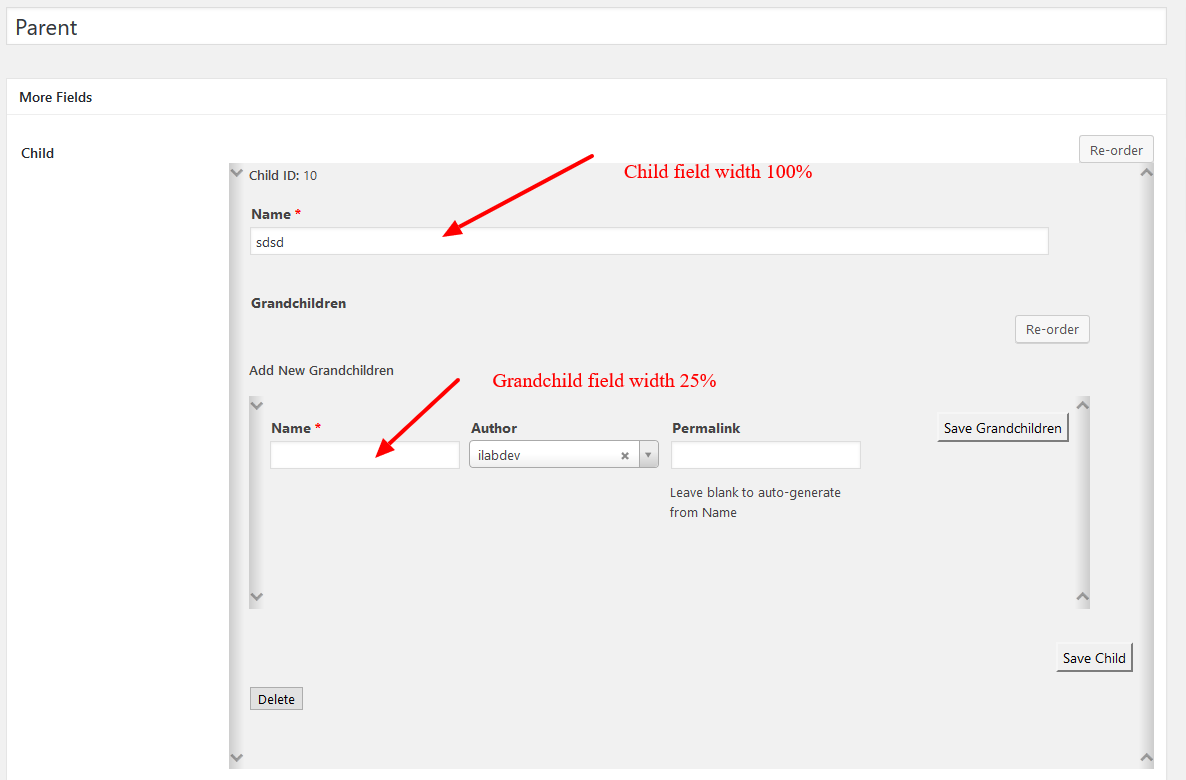 Parent
More Fields
Child
Re-order
Child ID: 10
Child field width 100%
Name *
sdsd
Grandchildren
Re-order
Add New Grandchildren
Grandchild field width 25%
Name *
Author
Permalink
Save Grandchildren
ilabdev
Leave blank to auto-generate
from Name
Save Child
Delete